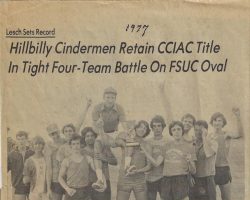 1977
Lesch Sets Record
Hillbilly Cindermen Retain CCIAC Title
In Tight Four-Team Battle On FSUC Oval